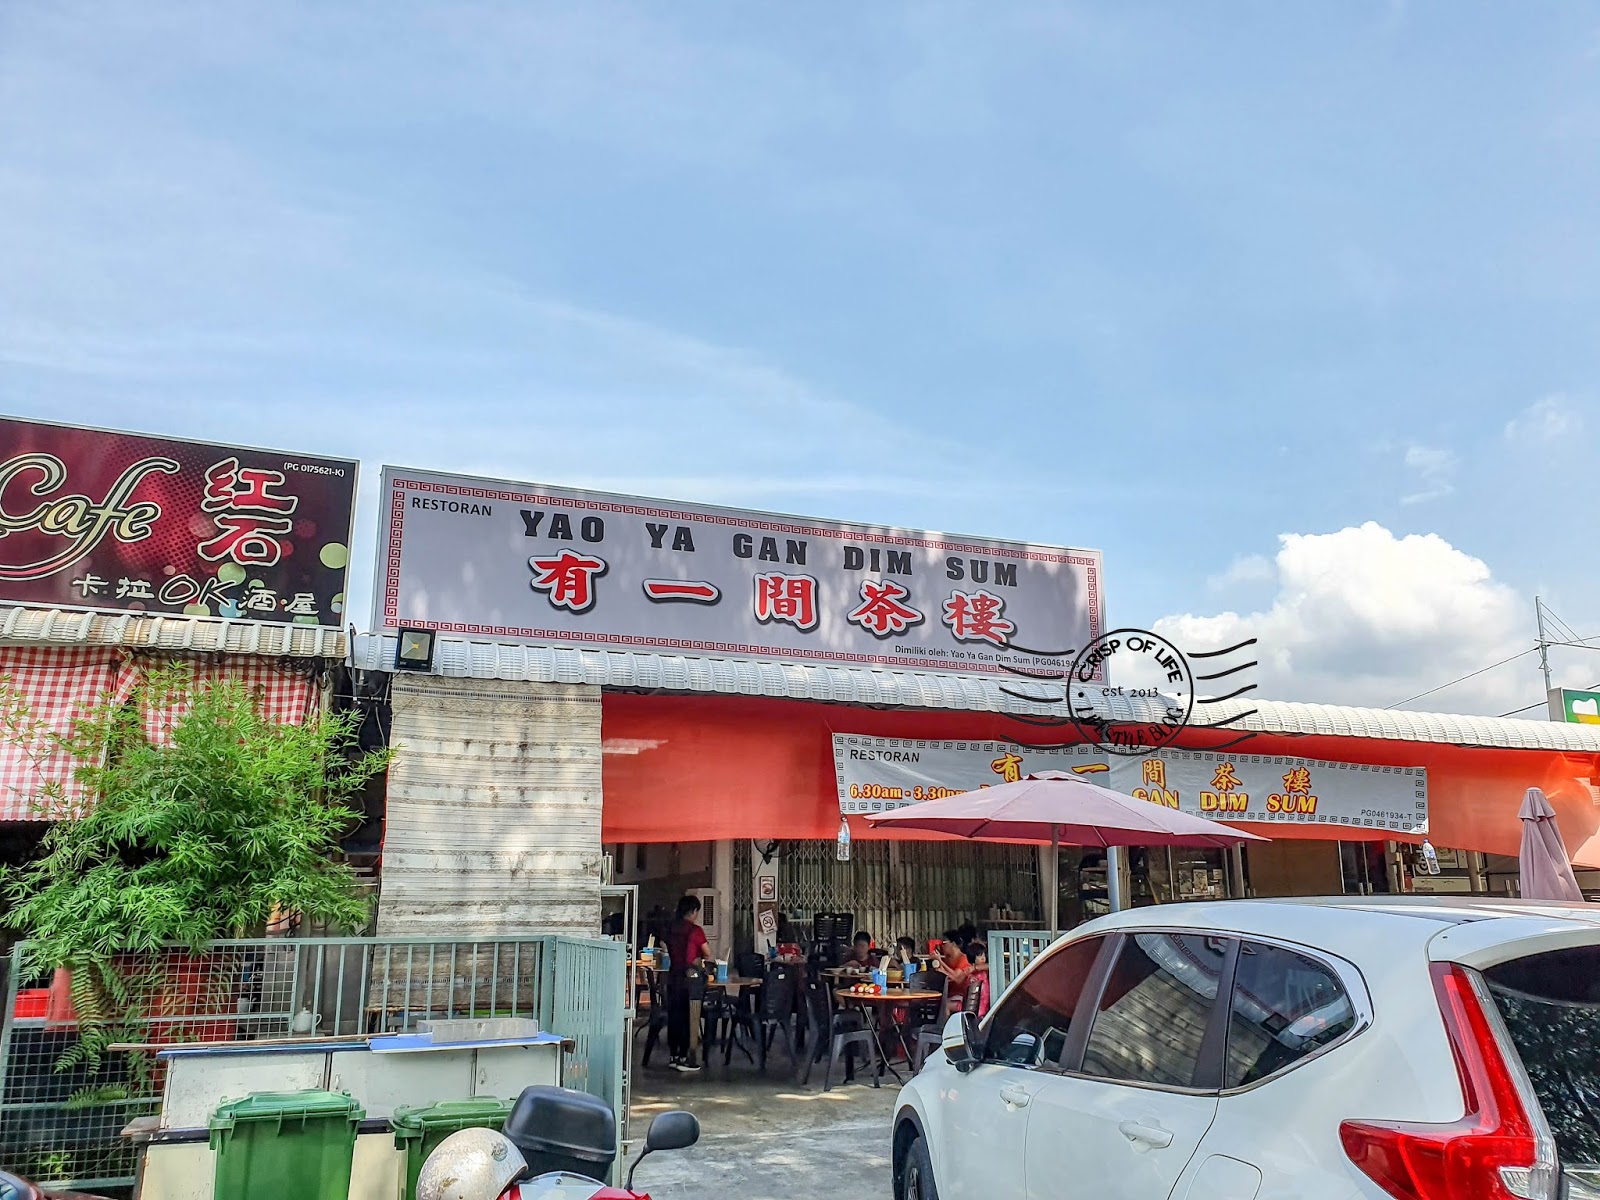 Cafe
红石
(PG 0175621-K)
卡拉OK酒屋
RESTORAN
YAO YA GAN DIM SUM
有一間茶樓
Dimiliki oleh: Yao Ya Gan Dim Sum
CRISP OF LIFE
est 2013
LIFESTYLE BLOG
RESTORAN
有一間茶樓
6.30am - 3.30pm
GAN DIM SUM
PG0461934-T